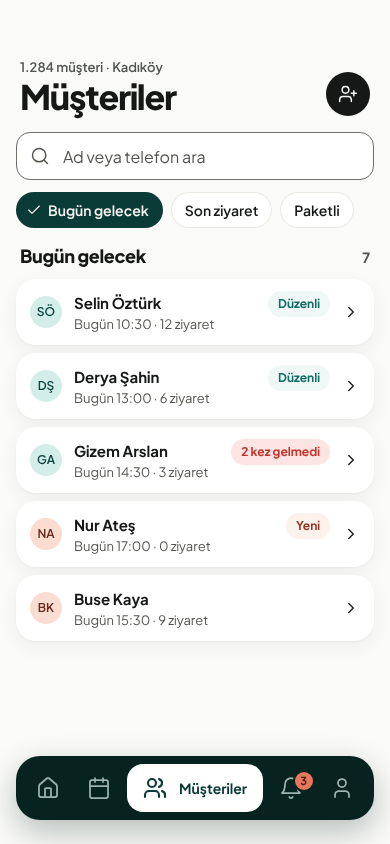 1.284 müşteri · Kadıköy
Müşteriler
Ad veya telefon ara
Bugün gelecek
Son ziyaret
Paketli
Bugün gelecek
7
SÖ
Selin Öztürk
Düzenli
Bugün 10:30 · 12 ziyaret
DŞ
Derya Şahin
Düzenli
Bugün 13:00 · 6 ziyaret
GA
Gizem Arslan
2 kez gelmedi
Bugün 14:30 · 3 ziyaret
NA
Nur Ateş
Yeni
Bugün 17:00 · 0 ziyaret
BK
Buse Kaya
Bugün 15:30 · 9 ziyaret
Müşteriler
3